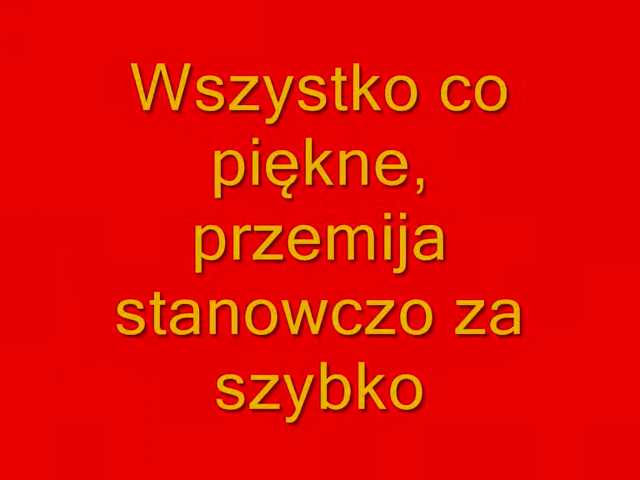 Wszystko co
piękne,
przemija
stanowczo za
szybko